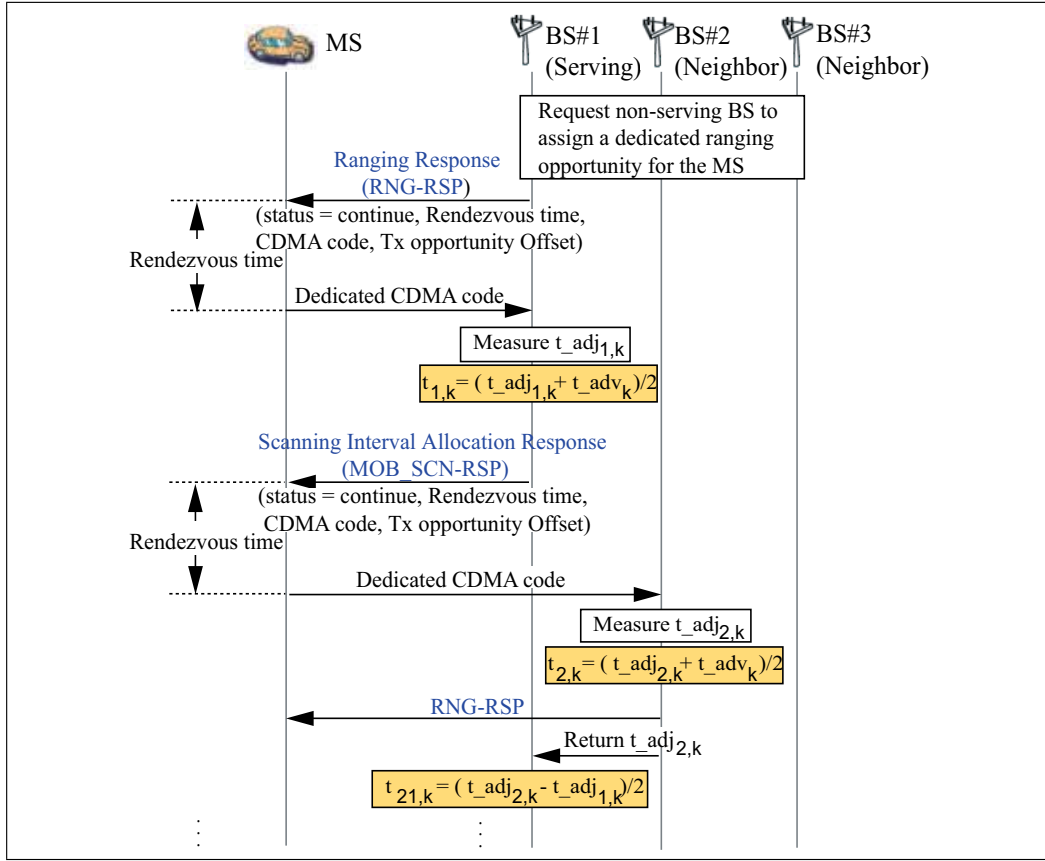 MS
BS#1
(Serving)
BS#2
(Neighbor)
BS#3
(Neighbor)
Request non-serving BS to
assign a dedicated ranging
opportunity for the MS
Ranging Response
(RNG-RSP)
(status = continue, Rendezvous time,
CDMA code, Tx opportunity Offset)
Rendezvous time
Dedicated CDMA code
Measure t_adj1,k
t1,k = ( t_adj1,k + t_advk)/2
Scanning Interval Allocation Response
(MOB_SCN-RSP)
(status = continue, Rendezvous time,
CDMA code, Tx opportunity Offset)
Rendezvous time
Dedicated CDMA code
Measure t_adj2,k
t2,k = ( t_adj2,k + t_advk)/2
RNG-RSP
Return t_adj2,k
t21,k = ( t_adj2,k - t_adj1,k)/2